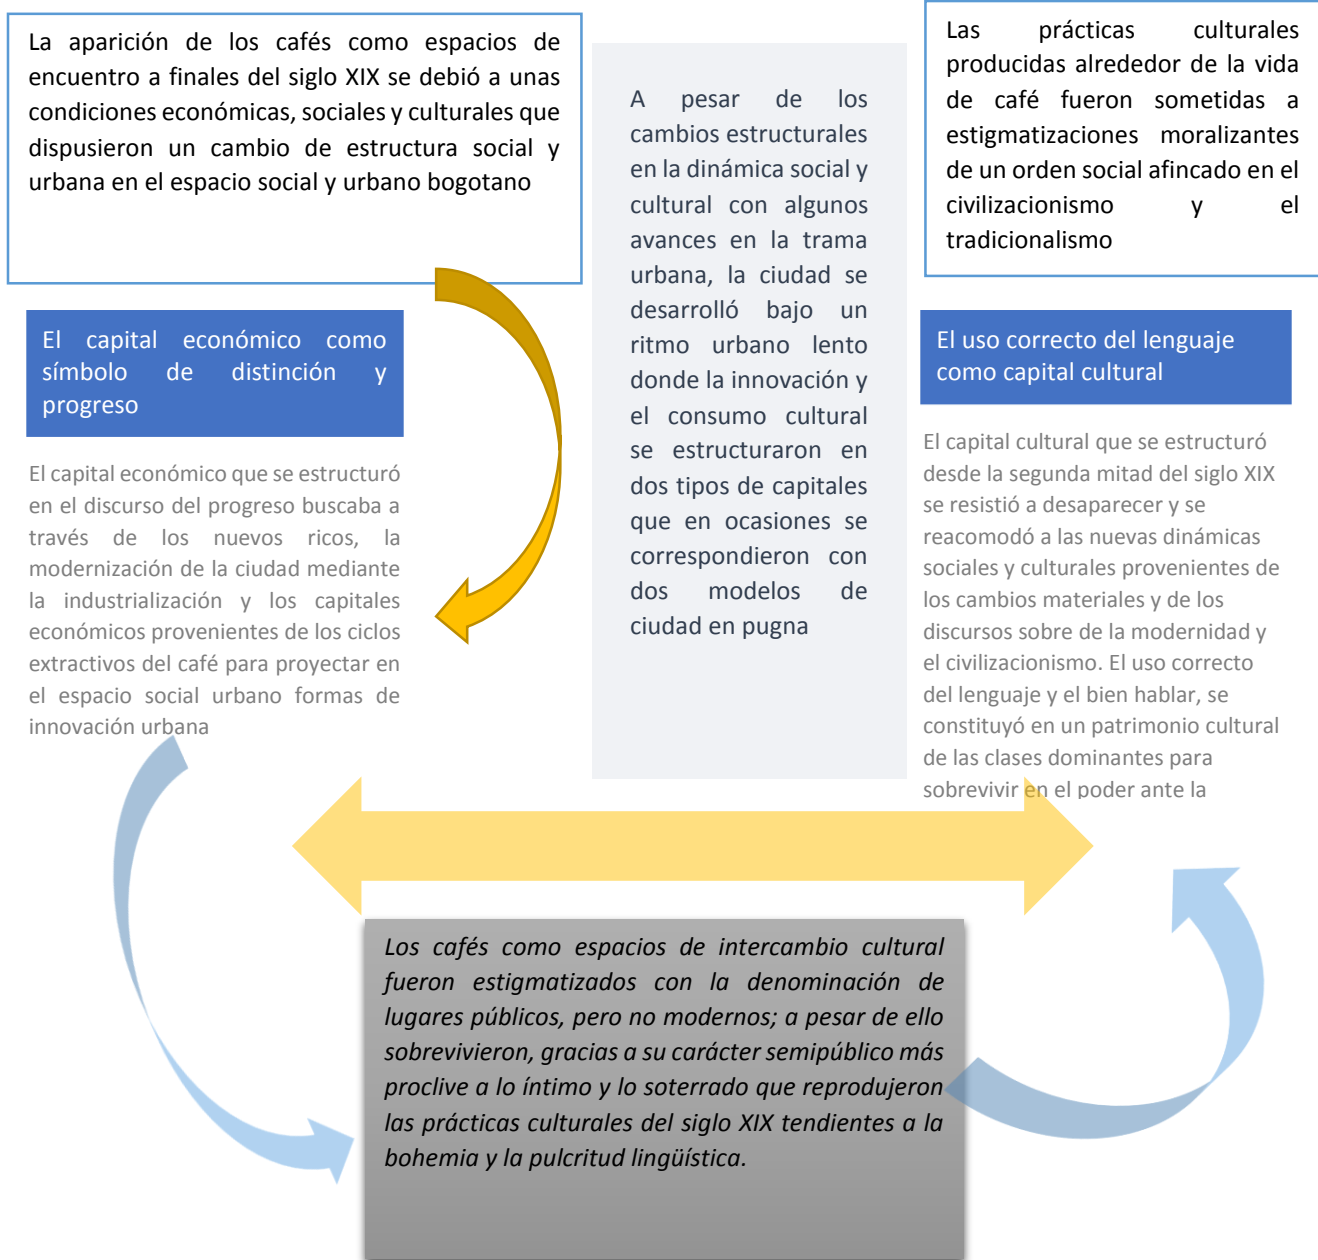 La aparición de los cafés como espacios de
encuentro a finales del siglo XIX se debió a unas
condiciones económicas, sociales y culturales que
dispusieron un cambio de estructura social y
urbana en el espacio social y urbano bogotano
El capital económico como
símbolo de distinción y
progreso
El capital económico que se estructuró
en el discurso del progreso buscaba a
través de los nuevos ricos, la
modernización de la ciudad mediante
la industrialización y los capitales
económicos provenientes de los ciclos
extractivos del café para proyectar en
el espacio social urbano formas de
innovación urbana
A pesar de los
cambios estructurales
en la dinámica social y
cultural con algunos
avances en la trama
urbana, la ciudad se
desarrolló bajo un
ritmo urbano lento
donde la innovación y
el consumo cultural
se estructuraron en
dos tipos de capitales
que en ocasiones se
correspondieron con
dos modelos de
ciudad en pugna
Las prácticas culturales
producidas alrededor de la vida
de café fueron sometidas a
estigmatizaciones moralizantes
de un orden social afincado en el
civilizacionismo y el
tradicionalismo
El uso correcto del lenguaje
como capital cultural
El capital cultural que se estructuró
desde la segunda mitad del siglo XIX
se resistió a desaparecer y se
reacomodó a las nuevas dinámicas
sociales y culturales provenientes de
los cambios materiales y de los
discursos sobre de la modernidad y
el civilizacionismo. El uso correcto
del lenguaje y el bien hablar, se
constituyó en un patrimonio cultural
de las clases dominantes para
sobrevivir en el poder ante la
Los cafés como espacios de intercambio cultural
fueron estigmatizados con la denominación de
lugares públicos, pero no modernos; a pesar de ello
sobrevivieron, gracias a su carácter semipúblico más
proclive a lo íntimo y lo soterrado que reprodujeron
las prácticas culturales del siglo XIX tendientes a la
bohemia y la pulcritud lingüística.